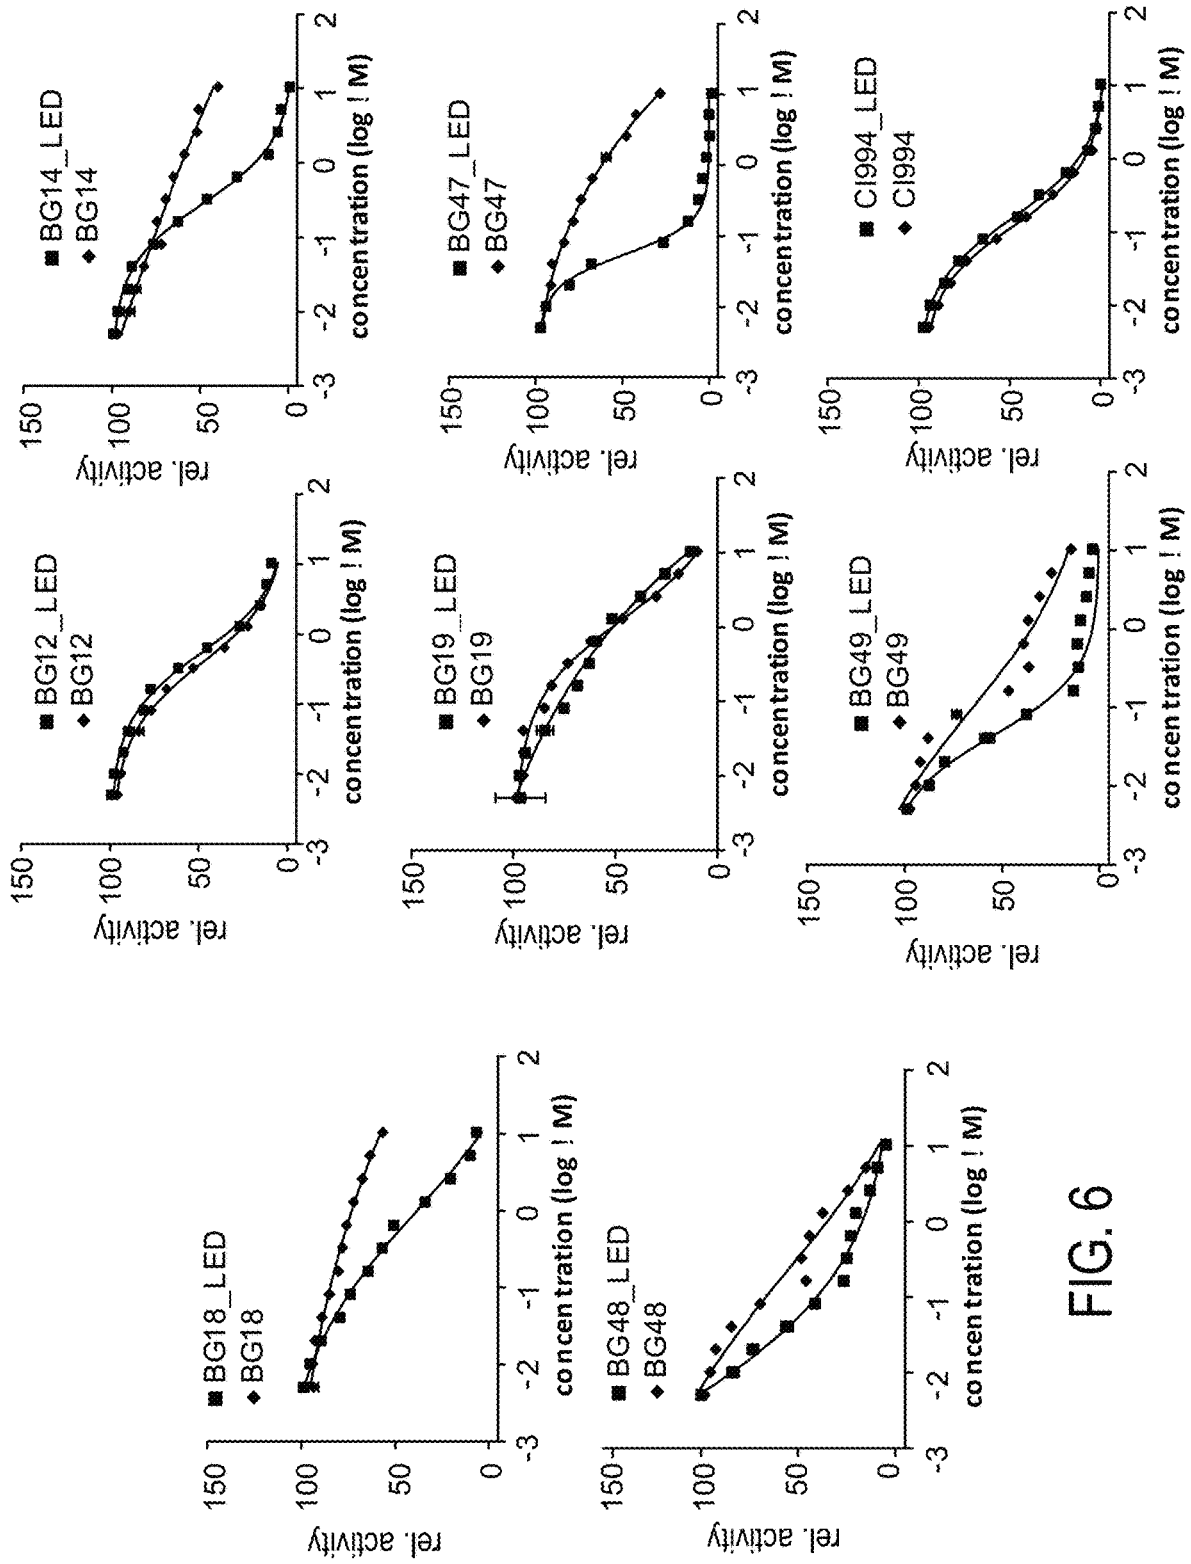 BG18_LED
BG18
150
100
50
0
-3
-2
-1
0
1
2
rel. activity
concentration (log ! M)
BG12_LED
BG12
150
100
50
0
-3
-2
-1
0
1
2
rel. activity
concentration (log ! M)
BG14_LED
BG14
150
100
50
0
-3
-2
-1
0
1
2
rel. activity
concentration (log ! M)
BG48_LED
BG48
150
100
50
0
-3
-2
-1
0
1
2
rel. activity
concentration (log ! M)
BG19_LED
BG19
150
100
50
0
-3
-2
-1
0
1
2
rel. activity
concentration (log ! M)
BG47_LED
BG47
150
100
50
0
-3
-2
-1
0
1
2
rel. activity
concentration (log ! M)
BG49_LED
BG49
150
100
50
0
-3
-2
-1
0
1
2
rel. activity
concentration (log ! M)
CI994_LED
CI994
150
100
50
0
-3
-2
-1
0
1
2
rel. activity
concentration (log ! M)
FIG. 6